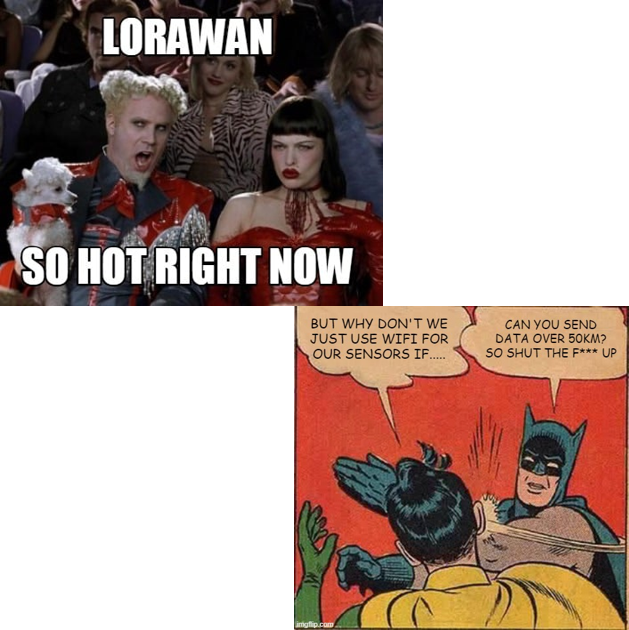 LORAWAN
SO HOT RIGHT NOW
BUT WHY DON'T WE
JUST USE WIFI FOR
OUR SENSORS IF.....
CAN YOU SEND
DATA OVER 50KM?
SO SHUT THE F*** UP
imgflip.com